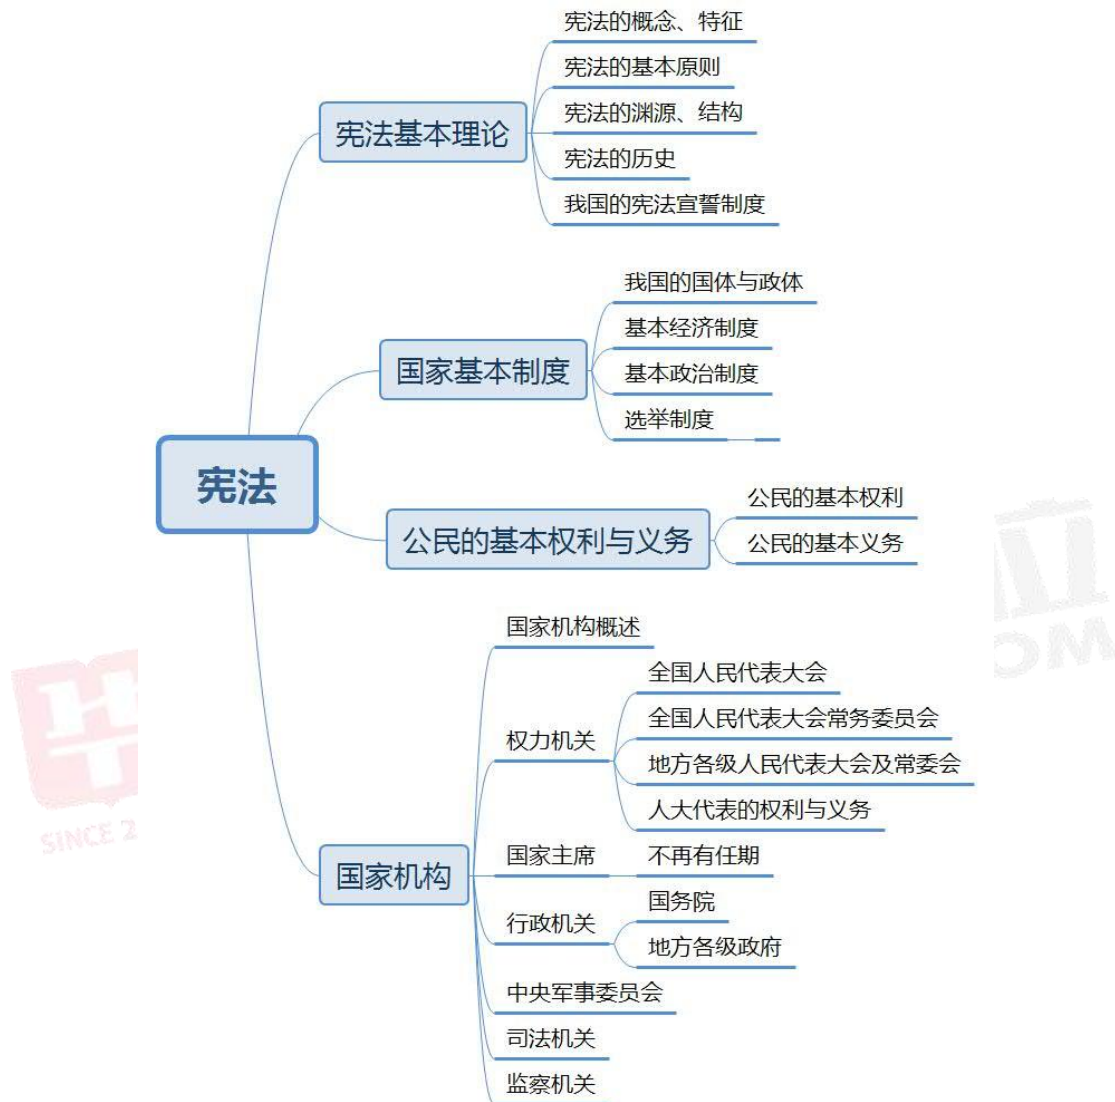 宪法
宪法基本理论
宪法的概念、特征
宪法的基本原则
宪法的渊源、结构
宪法的历史
我国的宪法宣誓制度
国家基本制度
我国的国体与政体
基本经济制度
基本政治制度
选举制度
公民的基本权利与义务
公民的基本权利
公民的基本义务
国家机构
国家机构概述
权力机关
全国人民代表大会
全国人民代表大会常务委员会
地方各级人民代表大会及常委会
人大代表的权利与义务
国家主席
不再有任期
行政机关
国务院
地方各级政府
中央军事委员会
司法机关
监察机关
SINCE 2